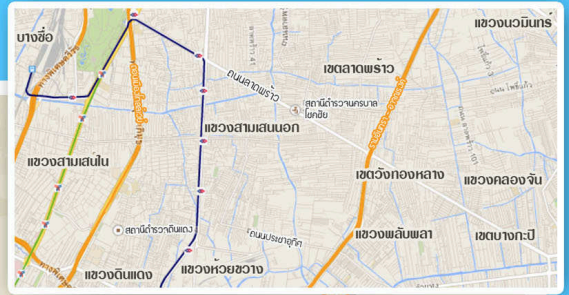 แขวงนวมินทร์
บางซื่อ
เขตลาดพร้าว
ถนนลาดพร้าว
สถานีตำรวจนครบาล
โชคชัย
แขวงสามเสนนอก
แขวงสามเสนใน
เขตวังทองหลาง
แขวงคลองจั่น
สถานีตำรวจดินแดง
ถนนประชาอุทิศ
แขวงพลับพลา
เขตบางกะปิ
แขวงดินแดง
แขวงห้วยขวาง